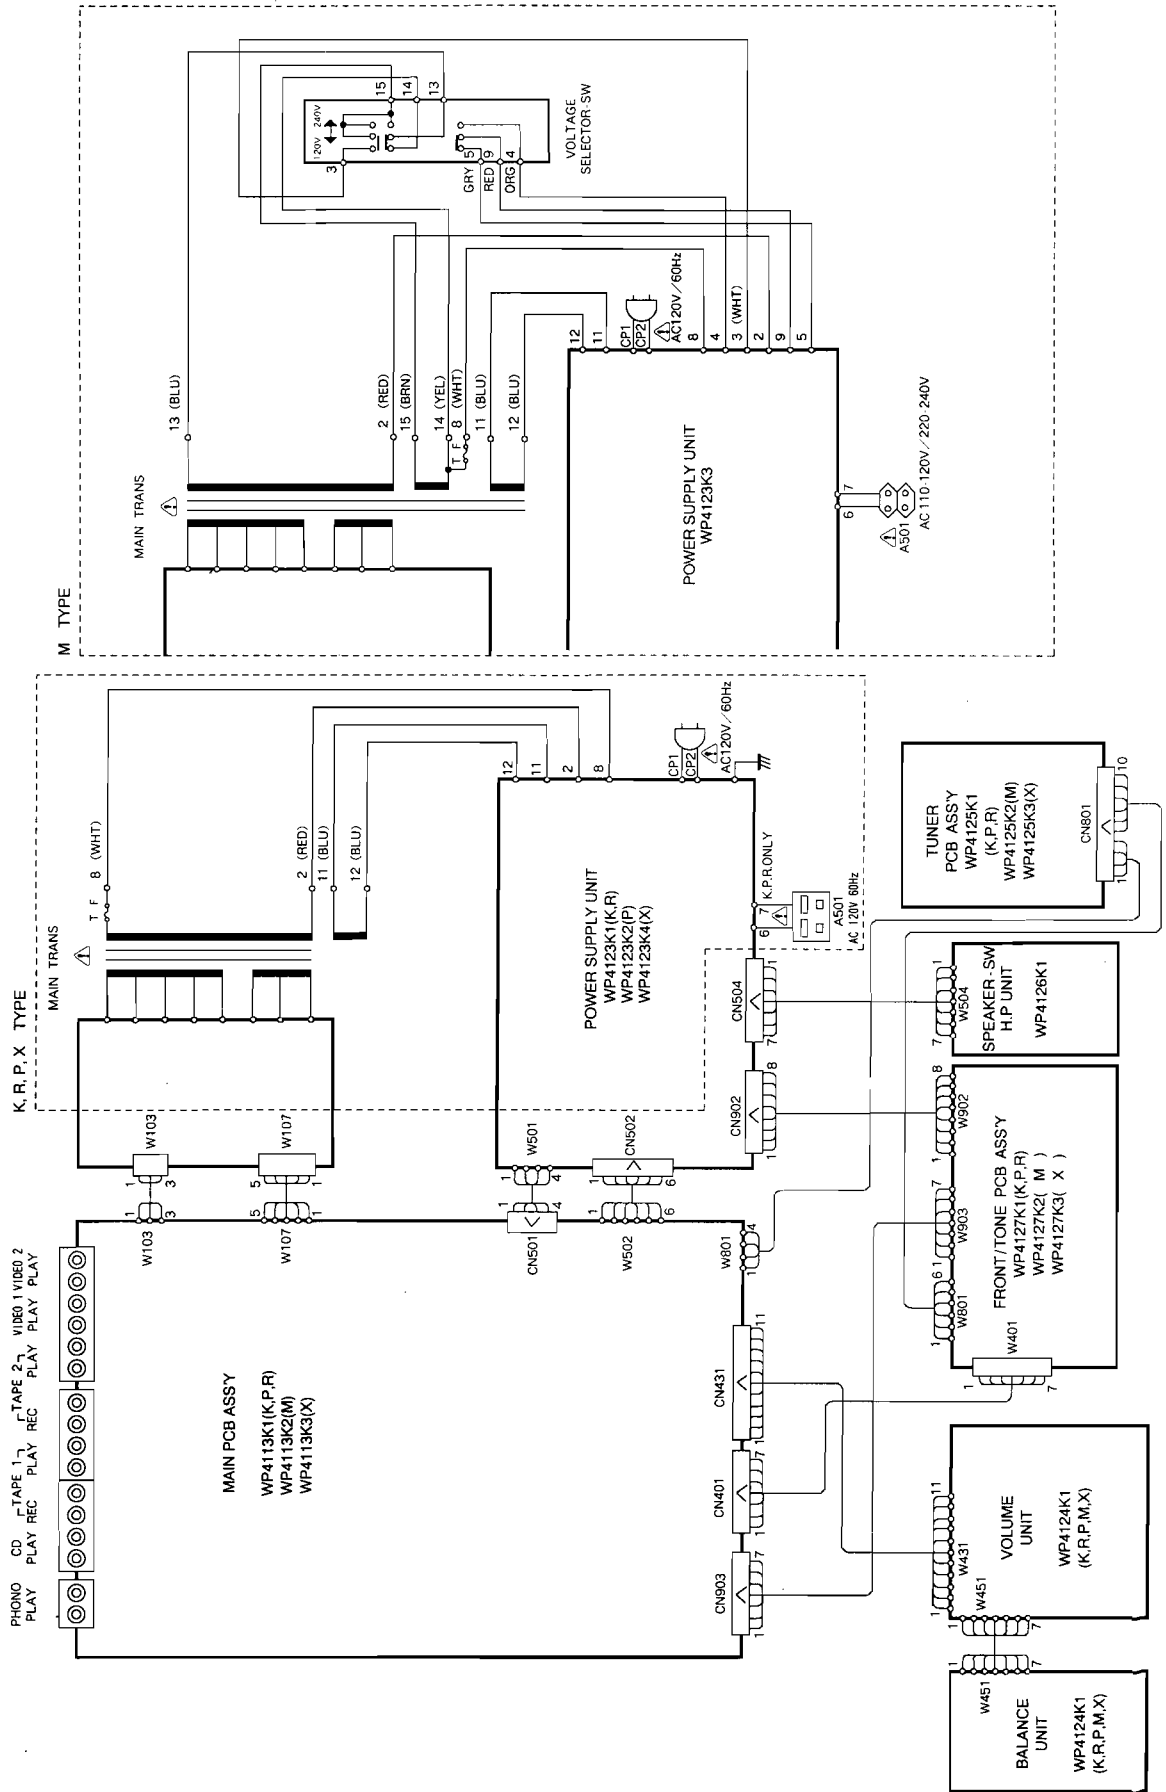 M TYPE
MAIN TRANS
13 (BLU)
2 (RED)
15 (BRN)
14 (YEL)
T F
8 (WHT)
11 (BLU)
12 (BLU)
120V 240V
3
15
14
13
GRY 5
RED 9
ORG 4
VOLTAGE
SELECTOR-SW
POWER SUPPLY UNIT
WP4123K3
12
11
CP1
CP2
AC120V/60Hz
8
4
3 (WHT)
2
9
5
6 7
A501
AC110-120V/220-240V
K, R, P, X TYPE
MAIN TRANS
T F 8 (WHT)
2 (RED)
11 (BLU)
12 (BLU)
W103
1 3
W107
5 1
POWER SUPPLY UNIT
WP4123K1(K,R)
WP4123K2(P)
WP4123K4(X)
12
11
2
8
CP1
CP2
AC120V/60Hz
K.P.R.ONLY
6 7
A501
AC 120V 60Hz
W501
1 4
CN502
1 6
CN902
1 8
CN504
7 1
PHONO
PLAY
CD
PLAY
TAPE 1
REC PLAY
TAPE 2
REC PLAY
VIDEO 1
PLAY
VIDEO 2
PLAY
MAIN PCB ASS'Y
WP4113K1(K,P,R)
WP4113K2(M)
WP4113K3(X)
W103
1 3
W107
5 1
CN501
1 4
W502
1 6
W801
1 4
CN903
1 7
CN401
1 7
CN431
1 11
TUNER
PCB ASS'Y
WP4125K1
(K,P,R)
WP4125K2(M)
WP4125K3(X)
CN801
1 10
SPEAKER-SW
H.P UNIT
WP4126K1
W504
7 1
FRONT/TONE PCB ASS'Y
WP4127K1(K,P,R)
WP4127K2( M )
WP4127K3( X )
W801
1 6
W903
1 7
W902
1 8
W401
1 7
VOLUME
UNIT
WP4124K1
(K,R,P,M,X)
W431
1 11
W451
1 7
BALANCE
UNIT
WP4124K1
(K,R,P,M,X)
W451
1 7